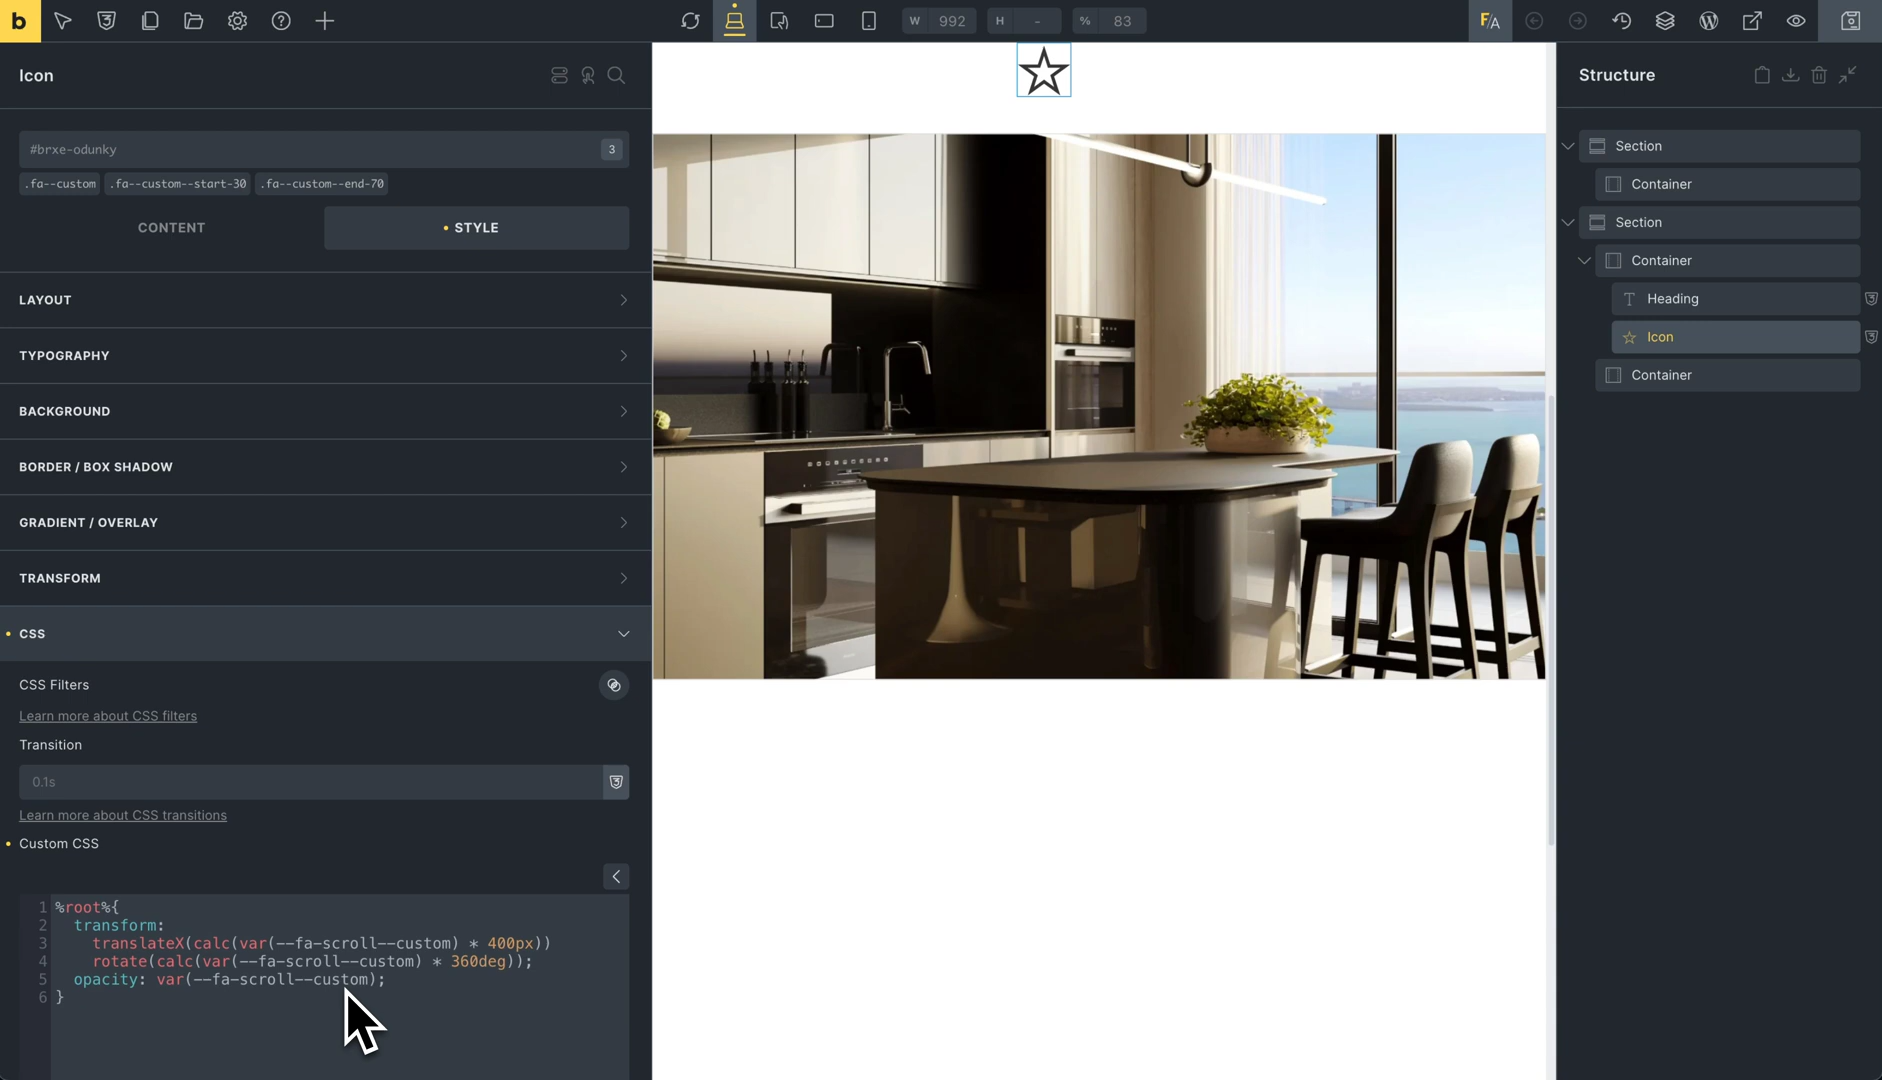 b
W 992
H -
% 83
F/A
Icon
#brxe-odunky
3
.fa--custom
.fa--custom--start-30
.fa--custom--end-70
CONTENT
STYLE
LAYOUT
TYPOGRAPHY
BACKGROUND
BORDER / BOX SHADOW
GRADIENT / OVERLAY
TRANSFORM
CSS
CSS Filters
Learn more about CSS filters
Transition
0.1s
Learn more about CSS transitions
Custom CSS
1 %root%{
2 transform:
3 translateX(calc(var(--fa-scroll--custom) * 400px))
4 rotate(calc(var(--fa-scroll--custom) * 360deg));
5 opacity: var(--fa-scroll--custom);
6 }
Structure
Section
Container
Section
Container
Heading
Icon
Container